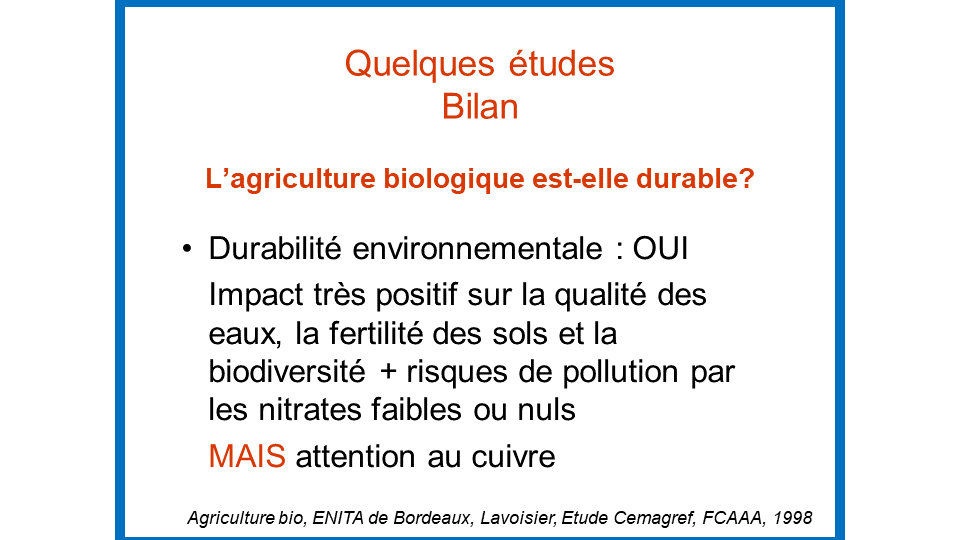 Quelques études
Bilan
L’agriculture biologique est-elle durable?
• Durabilité environnementale : OUI
Impact très positif sur la qualité des
eaux, la fertilité des sols et la
biodiversité + risques de pollution par
les nitrates faibles ou nuls
MAIS attention au cuivre
Agriculture bio, ENITA de Bordeaux, Lavoisier, Etude Cemagref, FCAAA, 1998